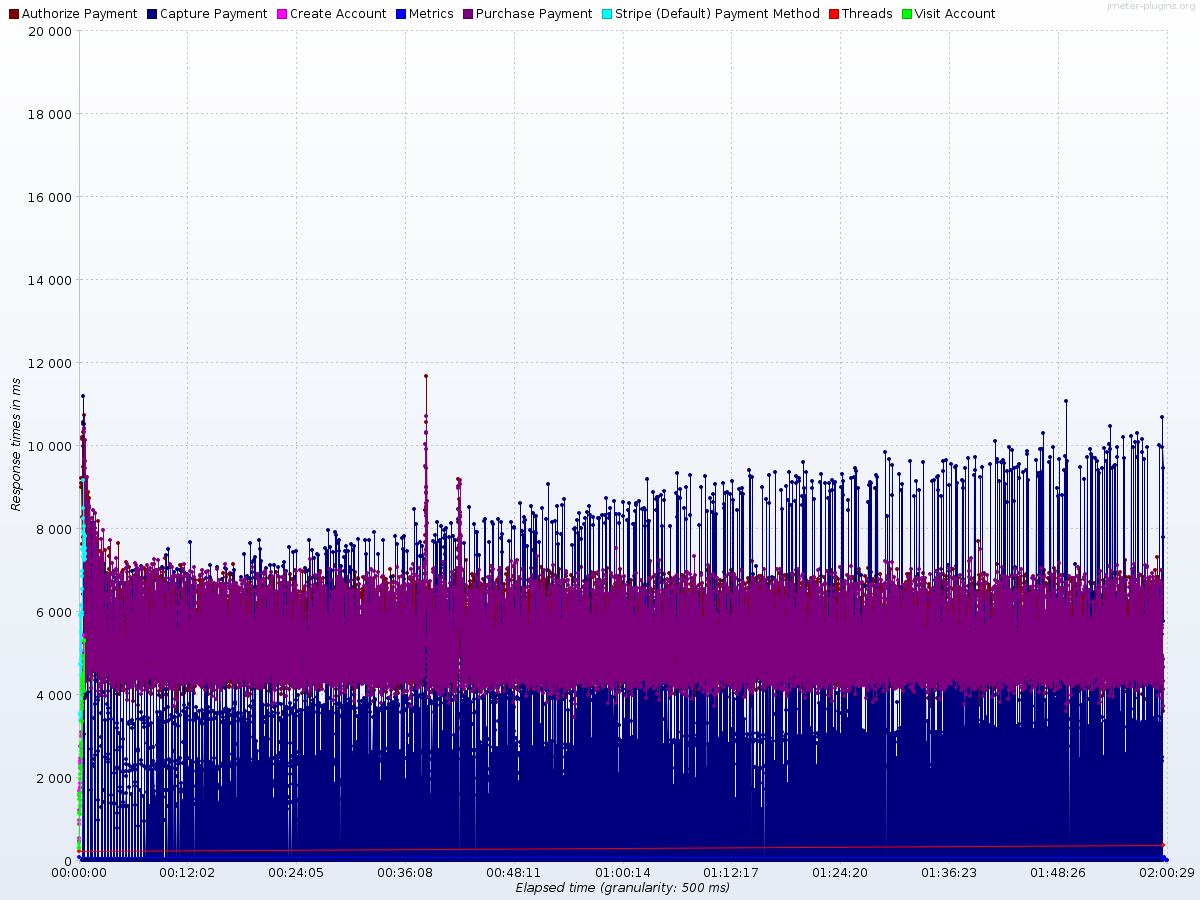 Authorize Payment Capture Payment Create Account Metrics Purchase Payment Stripe (Default) Payment Method Threads Visit Account
jmeter-plugins.org
20 000
18 000
16 000
14 000
12 000
10 000
8 000
6 000
4 000
2 000
0
Response times in ms
00:00:00 00:12:02 00:24:05 00:36:08 00:48:11 01:00:14 01:12:17 01:24:20 01:36:23 01:48:26 02:00:29
Elapsed time (granularity: 500 ms)